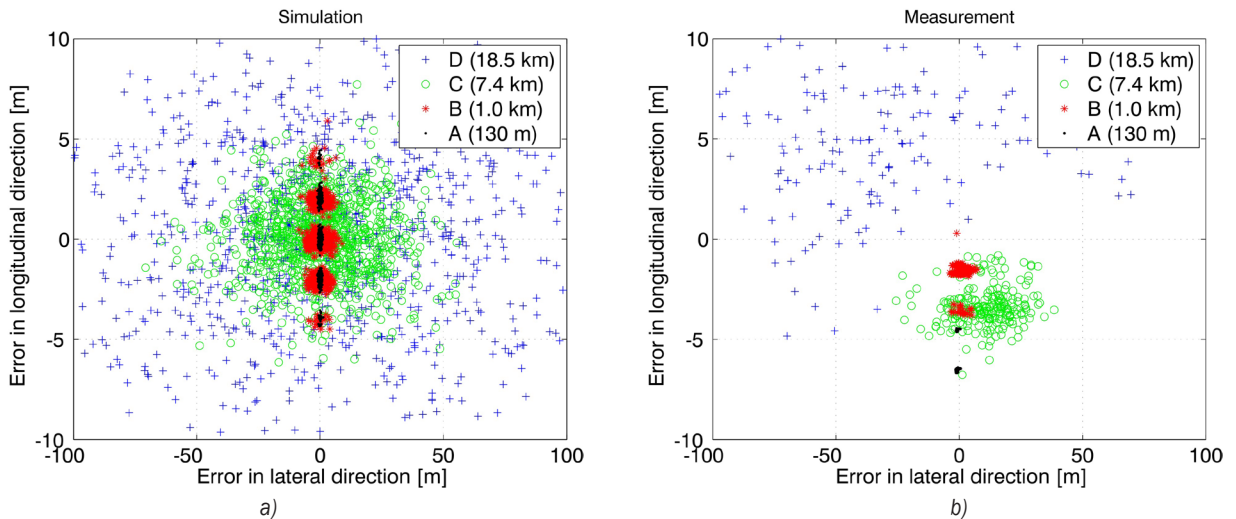 Simulation
10
5
0
-5
-10
-100
-50
0
50
100
Error in longitudinal direction [m]
Error in lateral direction [m]
D (18.5 km)
C (7.4 km)
B (1.0 km)
A (130 m)
a)
Measurement
10
5
0
-5
-10
-100
-50
0
50
100
Error in longitudinal direction [m]
Error in lateral direction [m]
D (18.5 km)
C (7.4 km)
B (1.0 km)
A (130 m)
b)